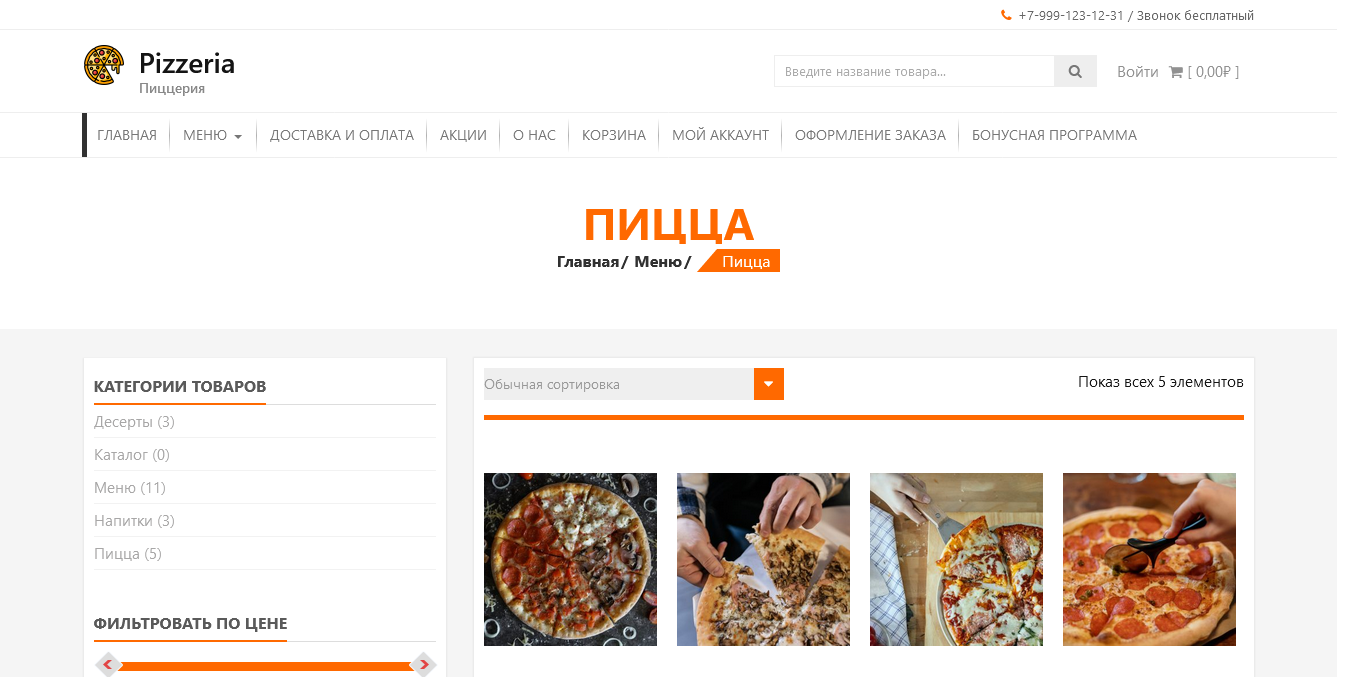 +7-999-123-12-31 / Звонок бесплатный
Pizzeria
Пиццерия
Введите название товара...
Войти [ 0,00₽ ]
ГЛАВНАЯ МЕНЮ ДОСТАВКА И ОПЛАТА АКЦИИ О НАС КОРЗИНА МОЙ АККАУНТ ОФОРМЛЕНИЕ ЗАКАЗА БОНУСНАЯ ПРОГРАММА
ПИЦЦА
Главная/ Меню/ Пицца
КАТЕГОРИИ ТОВАРОВ
Десерты (3)
Каталог (0)
Меню (11)
Напитки (3)
Пицца (5)
ФИЛЬТРОВАТЬ ПО ЦЕНЕ
Обычная сортировка
Показ всех 5 элементов